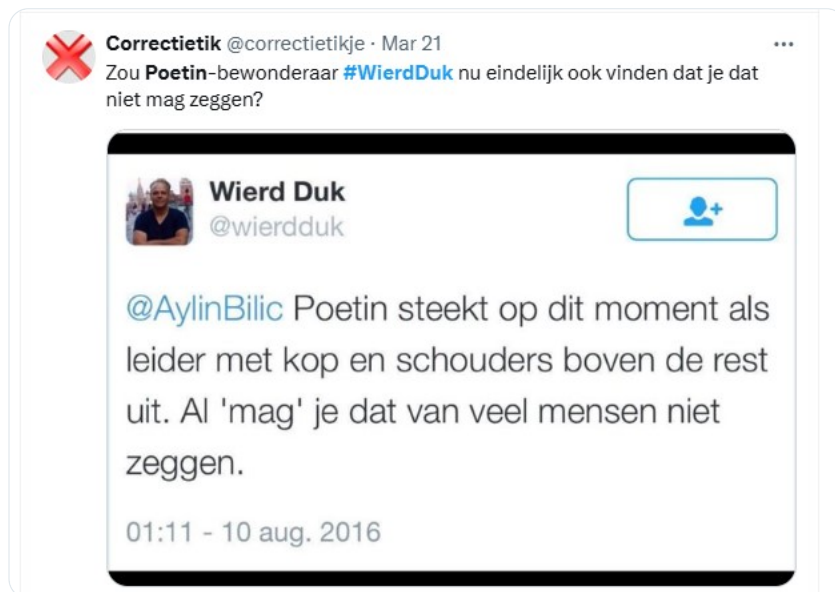 Correctietik @correctietikje · Mar 21
Zou Poetin-bewonderaar #WierdDuk nu eindelijk ook vinden dat je dat
niet mag zeggen?
Wierd Duk
@wierdduk
@AylinBilic Poetin steekt op dit moment als
leider met kop en schouders boven de rest
uit. Al 'mag' je dat van veel mensen niet
zeggen.
01:11 - 10 aug. 2016